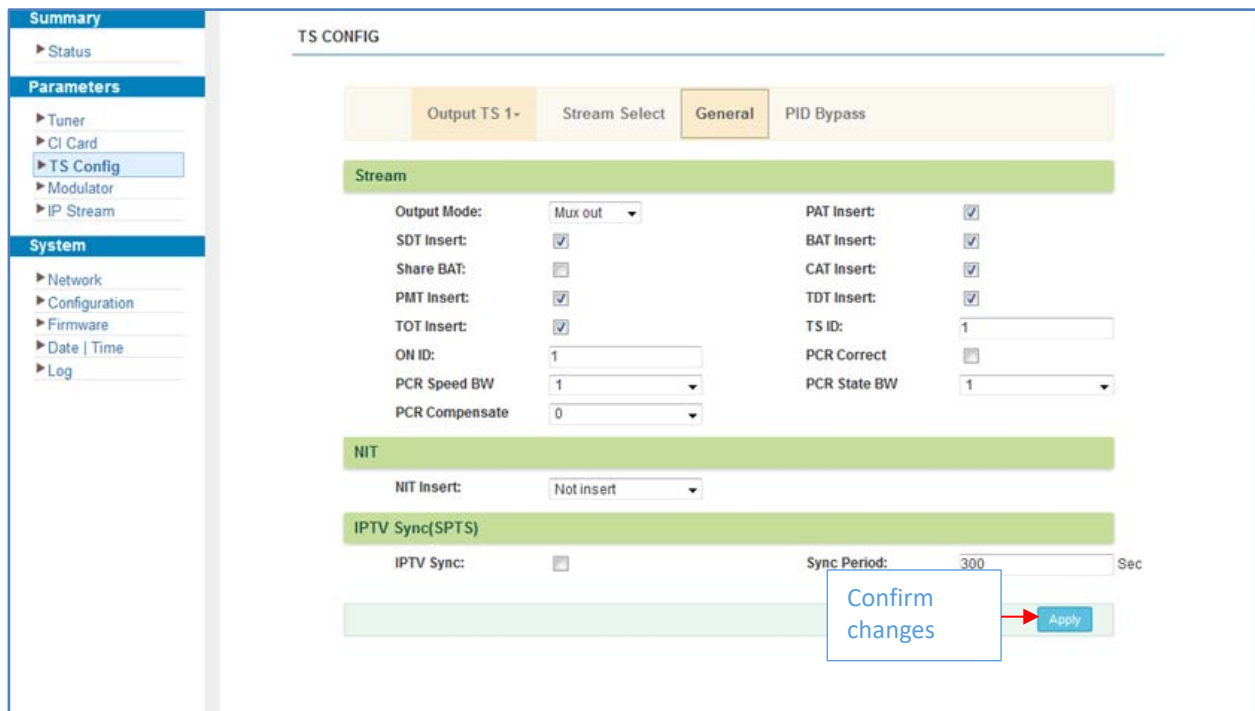 Summary
Status
Parameters
Tuner
CI Card
TS Config
Modulator
IP Stream
System
Network
Configuration
Firmware
Date | Time
Log
TS CONFIG
Output TS 1 Stream Select General PID Bypass
Stream
Output Mode: Mux out PAT Insert:
SDT Insert: BAT Insert:
Share BAT: CAT Insert:
PMT Insert: TDT Insert:
TOT Insert: TS ID: 1
ON ID: 1 PCR Correct
PCR Speed BW 1 PCR State BW 1
PCR Compensate 0
NIT
NIT Insert: Not insert
IPTV Sync(SPTS)
IPTV Sync: Sync Period: 300 Sec
Confirm
changes
Apply